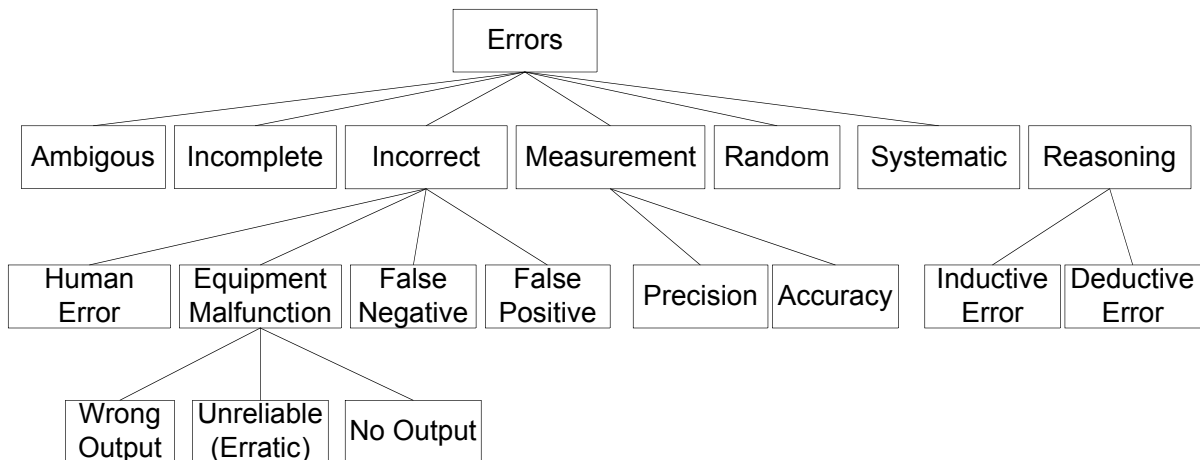 Errors
Ambigous
Incomplete
Incorrect
Measurement
Random
Systematic
Reasoning
Human
Error
Equipment
Malfunction
False
Negative
False
Positive
Precision
Accuracy
Inductive
Error
Deductive
Error
Wrong
Output
Unreliable
(Erratic)
No Output